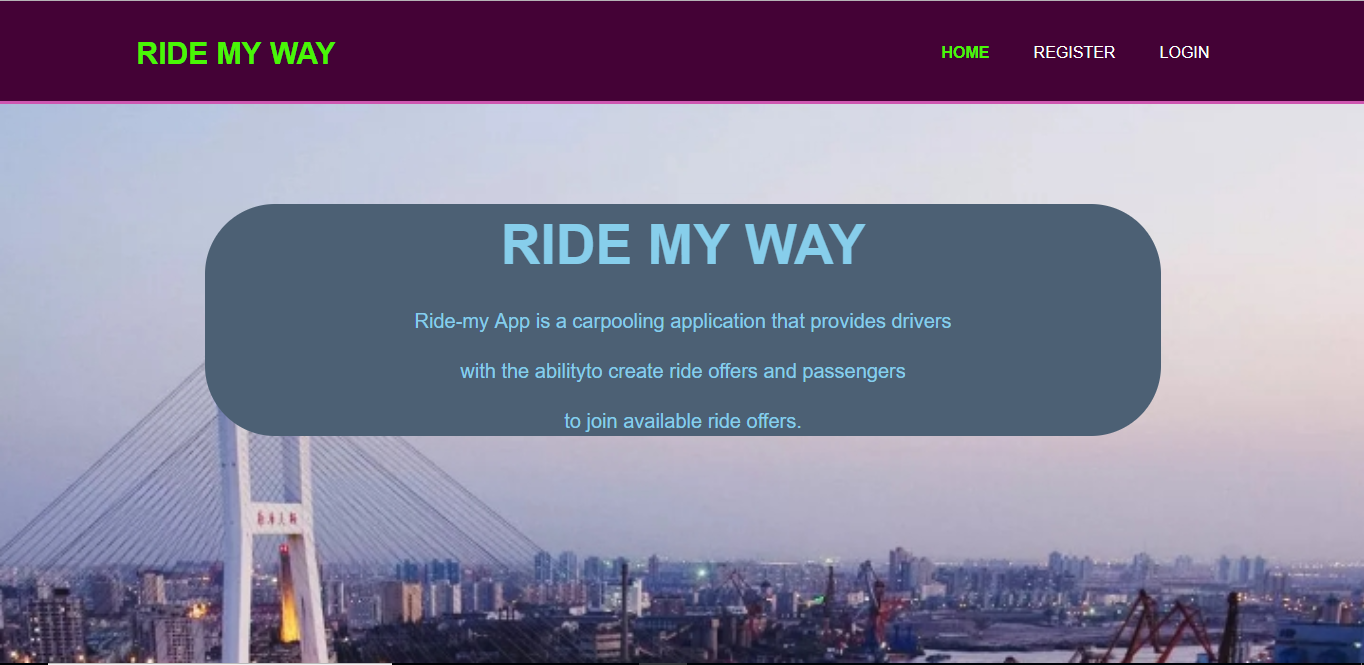 RIDE MY WAY
HOME REGISTER LOGIN
RIDE MY WAY
Ride-my App is a carpooling application that provides drivers
with the abilityto create ride offers and passengers
to join available ride offers.